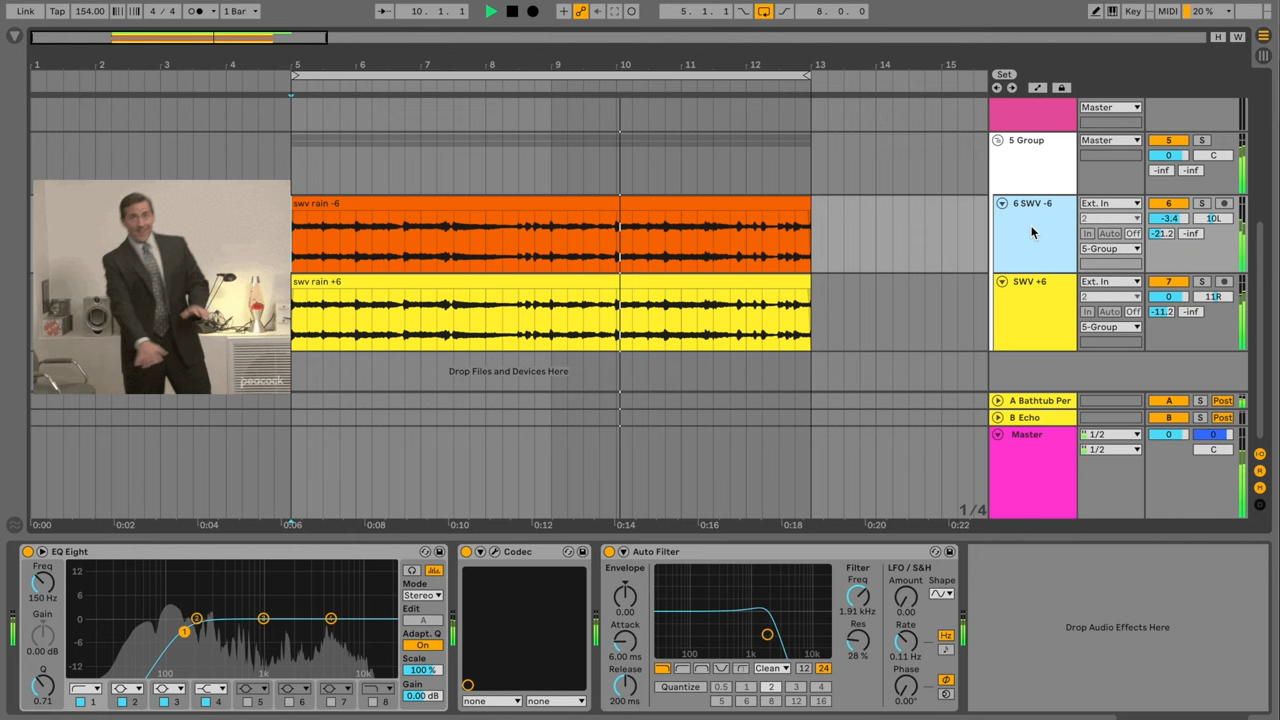 Link Tap 154.00 4 / 4 1 Bar 10. 1. 1 5. 1. 1 8. 0. 0 Key MIDI 20 %
H W
1 2 3 4 5 6 7 8 9 10 11 12 13 14 15 Set
Master
5 Group Master 5 S
0 C
-inf -inf
swv rain -6 6 SWV -6 Ext. In 6 S
2 -3.4 10L
In Auto Off -21.2 -inf
5-Group
swv rain +6 SWV +6 Ext. In 7 S
2 0 11R
In Auto Off -11.2 -inf
5-Group
Drop Files and Devices Here
peacock
A Bathtub Per A S Post
B Echo B S Post
Master 1/2 0 0
1/2 C
1/4
0:00 0:02 0:04 0:06 0:08 0:10 0:12 0:14 0:16 0:18 0:20 0:22
EQ Eight
Freq
150 Hz
Gain
0.00 dB
Q
0.71
12
6
0
-6
-12
100 1k 10k
1 2 3 4
1 2 3 4 5 6 7 8
Mode
Stereo
Edit
A
Adapt. Q
On
Scale
100 %
Gain
0.00 dB
Codec
none none
Auto Filter
Envelope
0.00
Attack
6.00 ms
Release
200 ms
100 1k 10k
Clean 12 24
Quantize 0.5 1 2 3 4
5 6 8 12 16
Filter
Freq
1.91 kHz
Res
28 %
LFO / S&H
Amount Shape
0.00
Rate
Hz
0.11 Hz
Phase
0.00°
Drop Audio Effects Here